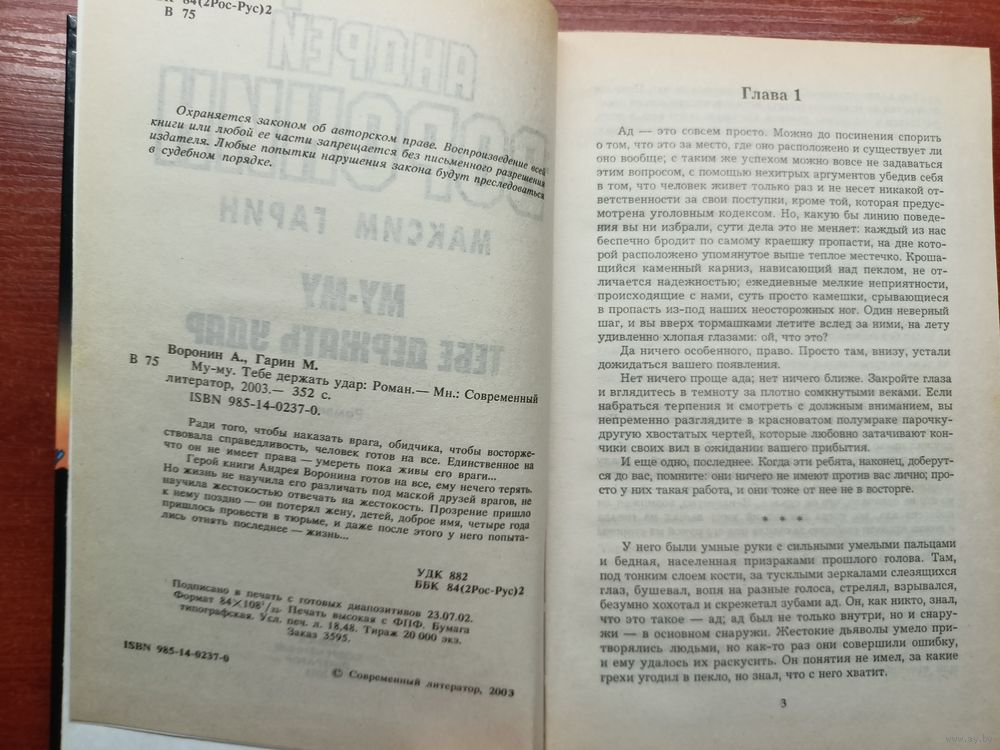 БК 84(2Рос-Рус)2
В 75
Охраняется законом об авторском праве. Воспроизведение всей
книги или любой ее части запрещается без письменного разрешения
издателя. Любые попытки нарушения закона будут преследоваться
в судебном порядке.
Воронин А., Гарин М.
В 75 Му-му. Тебе держать удар: Роман.— Мн.: Современный
литератор, 2003.— 352 с.
ISBN 985-14-0237-0.
Ради того, чтобы наказать врага, обидчика, чтобы восторже-
ствовала справедливость, человек готов на все. Единственное на
что он не имеет права — умереть пока живы его враги...
Герой книги Андрея Воронина готов на все, ему нечего терять.
Но жизнь не научила его различать под маской друзей врагов, не
научила жестокостью отвечать на жестокость. Прозрение пришло
к нему поздно — он потерял жену, детей, доброе имя, четыре года
пришлось провести в тюрьме, и даже после этого у него попыта-
лись отнять последнее — жизнь...
УДК 882
ББК 84(2Рос-Рус)2
Подписано в печать с готовых диапозитивов 23.07.02.
Формат 84×108¹/₃₂. Печать высокая с ФПФ. Бумага
типографская. Усл. печ. л. 18,48. Тираж 20 000 экз.
Заказ 3595.
ISBN 985-14-0237-0
© Современный литератор, 2003
АНДРЕЙ
ВОРОНИН
МАКСИМ ГАРИН
МУ-МУ
ТЕБЕ ДЕРЖАТЬ УДАР
Глава 1
Ад — это совсем просто. Можно до посинения спорить
о том, что это за место, где оно расположено и существует ли
оно вообще; с таким же успехом можно вовсе не задаваться
этим вопросом, с помощью нехитрых аргументов убедив себя
в том, что человек живет только раз и не несет никакой от-
ветственности за свои поступки, кроме той, которая предус-
мотрена уголовным кодексом. Но, какую бы линию поведе-
ния вы ни избрали, сути дела это не меняет: каждый из нас
беспечно бродит по самому краешку пропасти, на дне кото-
рой расположено упомянутое выше теплое местечко. Кроша-
щийся каменный карниз, нависающий над пеклом, не от-
личается надежностью; ежедневные мелкие неприятности,
происходящие с нами, суть просто камешки, срывающиеся
в пропасть из-под наших неосторожных ног. Один неверный
шаг, и вы вверх тормашками летите вслед за ними, на лету
удивленно хлопая глазами: ой, что это?
Да ничего особенного, право. Просто там, внизу, устали
дожидаться вашего появления.
Нет ничего проще ада; нет ничего ближе. Закройте глаза
и вглядитесь в темноту за плотно сомкнутыми веками. Если
набраться терпения и смотреть с должным вниманием, вы
непременно разглядите в красноватом полумраке парочку-
другую хвостатых чертей, которые любовно затачивают кон-
чики своих вил в ожидании вашего прибытия.
И еще одно, последнее. Когда эти ребята, наконец, доберут-
ся до вас, помните: они ничего не имеют против вас лично; про-
сто у них такая работа, и они тоже от нее не в восторге.
* * *
У него были умные руки с сильными умелыми пальцами
и бедная, населенная призраками прошлого голова. Там,
под тонким слоем кости, за тусклыми зеркалами слезящихся
глаз, бушевал, вопя на разные голоса, стрелял, взрывался,
безумно хохотал и скрежетал зубами ад. Он, как никто, знал,
что это такое — ад; ад был не только внутри, но и снару-
жи — в основном снаружи. Жестокие дьяволы умело при-
творялись людьми, но как-то раз они совершили ошибку,
и ему удалось их раскусить. Он понятия не имел, за какие
грехи угодил в пекло, но знал, что с него хватит.
3
www.ay.by